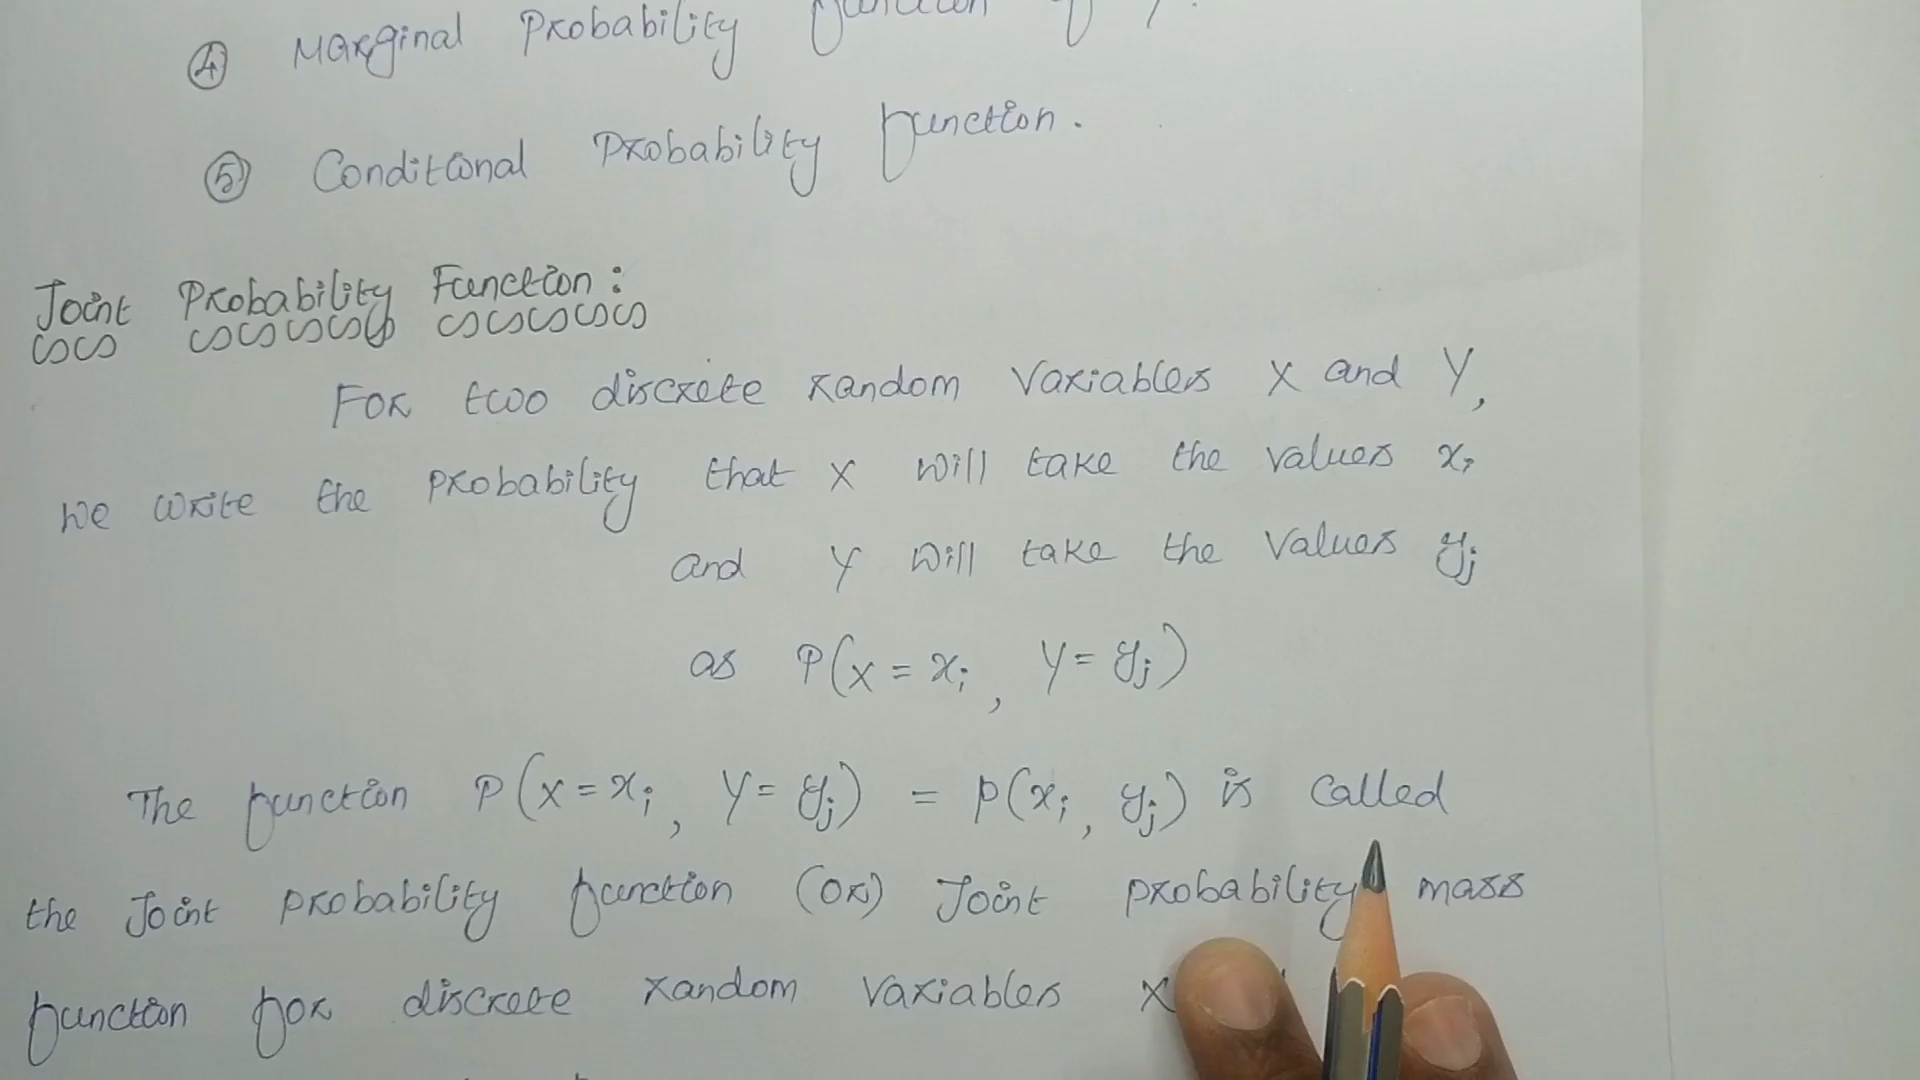 ④ Marginal Probability function of Y.
⑤ Conditional Probability function.
Joint Probability Function:
For two discrete random variables X and Y,
we write the probability that X will take the values xi
and Y will take the values yj
as P(X = xi, Y = yj)
The function P(X = xi, Y = yj) = p(xi, yj) is called
the Joint probability function (or) Joint probability mass
function for discrete random variables X